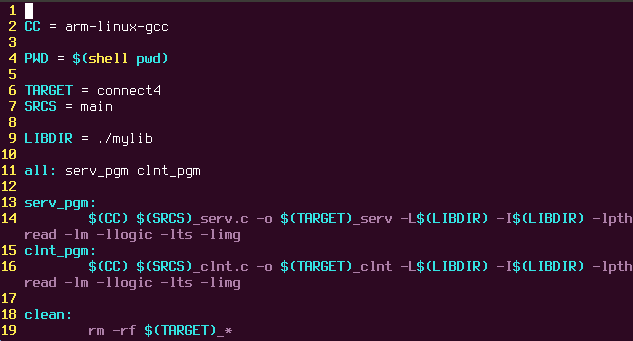 1
2 CC = arm-linux-gcc
3
4 PWD = $(shell pwd)
5
6 TARGET = connect4
7 SRCS = main
8
9 LIBDIR = ./mylib
10
11 all: serv_pgm clnt_pgm
12
13 serv_pgm:
14         $(CC) $(SRCS)_serv.c -o $(TARGET)_serv -L$(LIBDIR) -I$(LIBDIR) -lpth
read -lm -llogic -lts -limg
15 clnt_pgm:
16         $(CC) $(SRCS)_clnt.c -o $(TARGET)_clnt -L$(LIBDIR) -I$(LIBDIR) -lpth
read -lm -llogic -lts -limg
17
18 clean:
19         rm -rf $(TARGET)_*